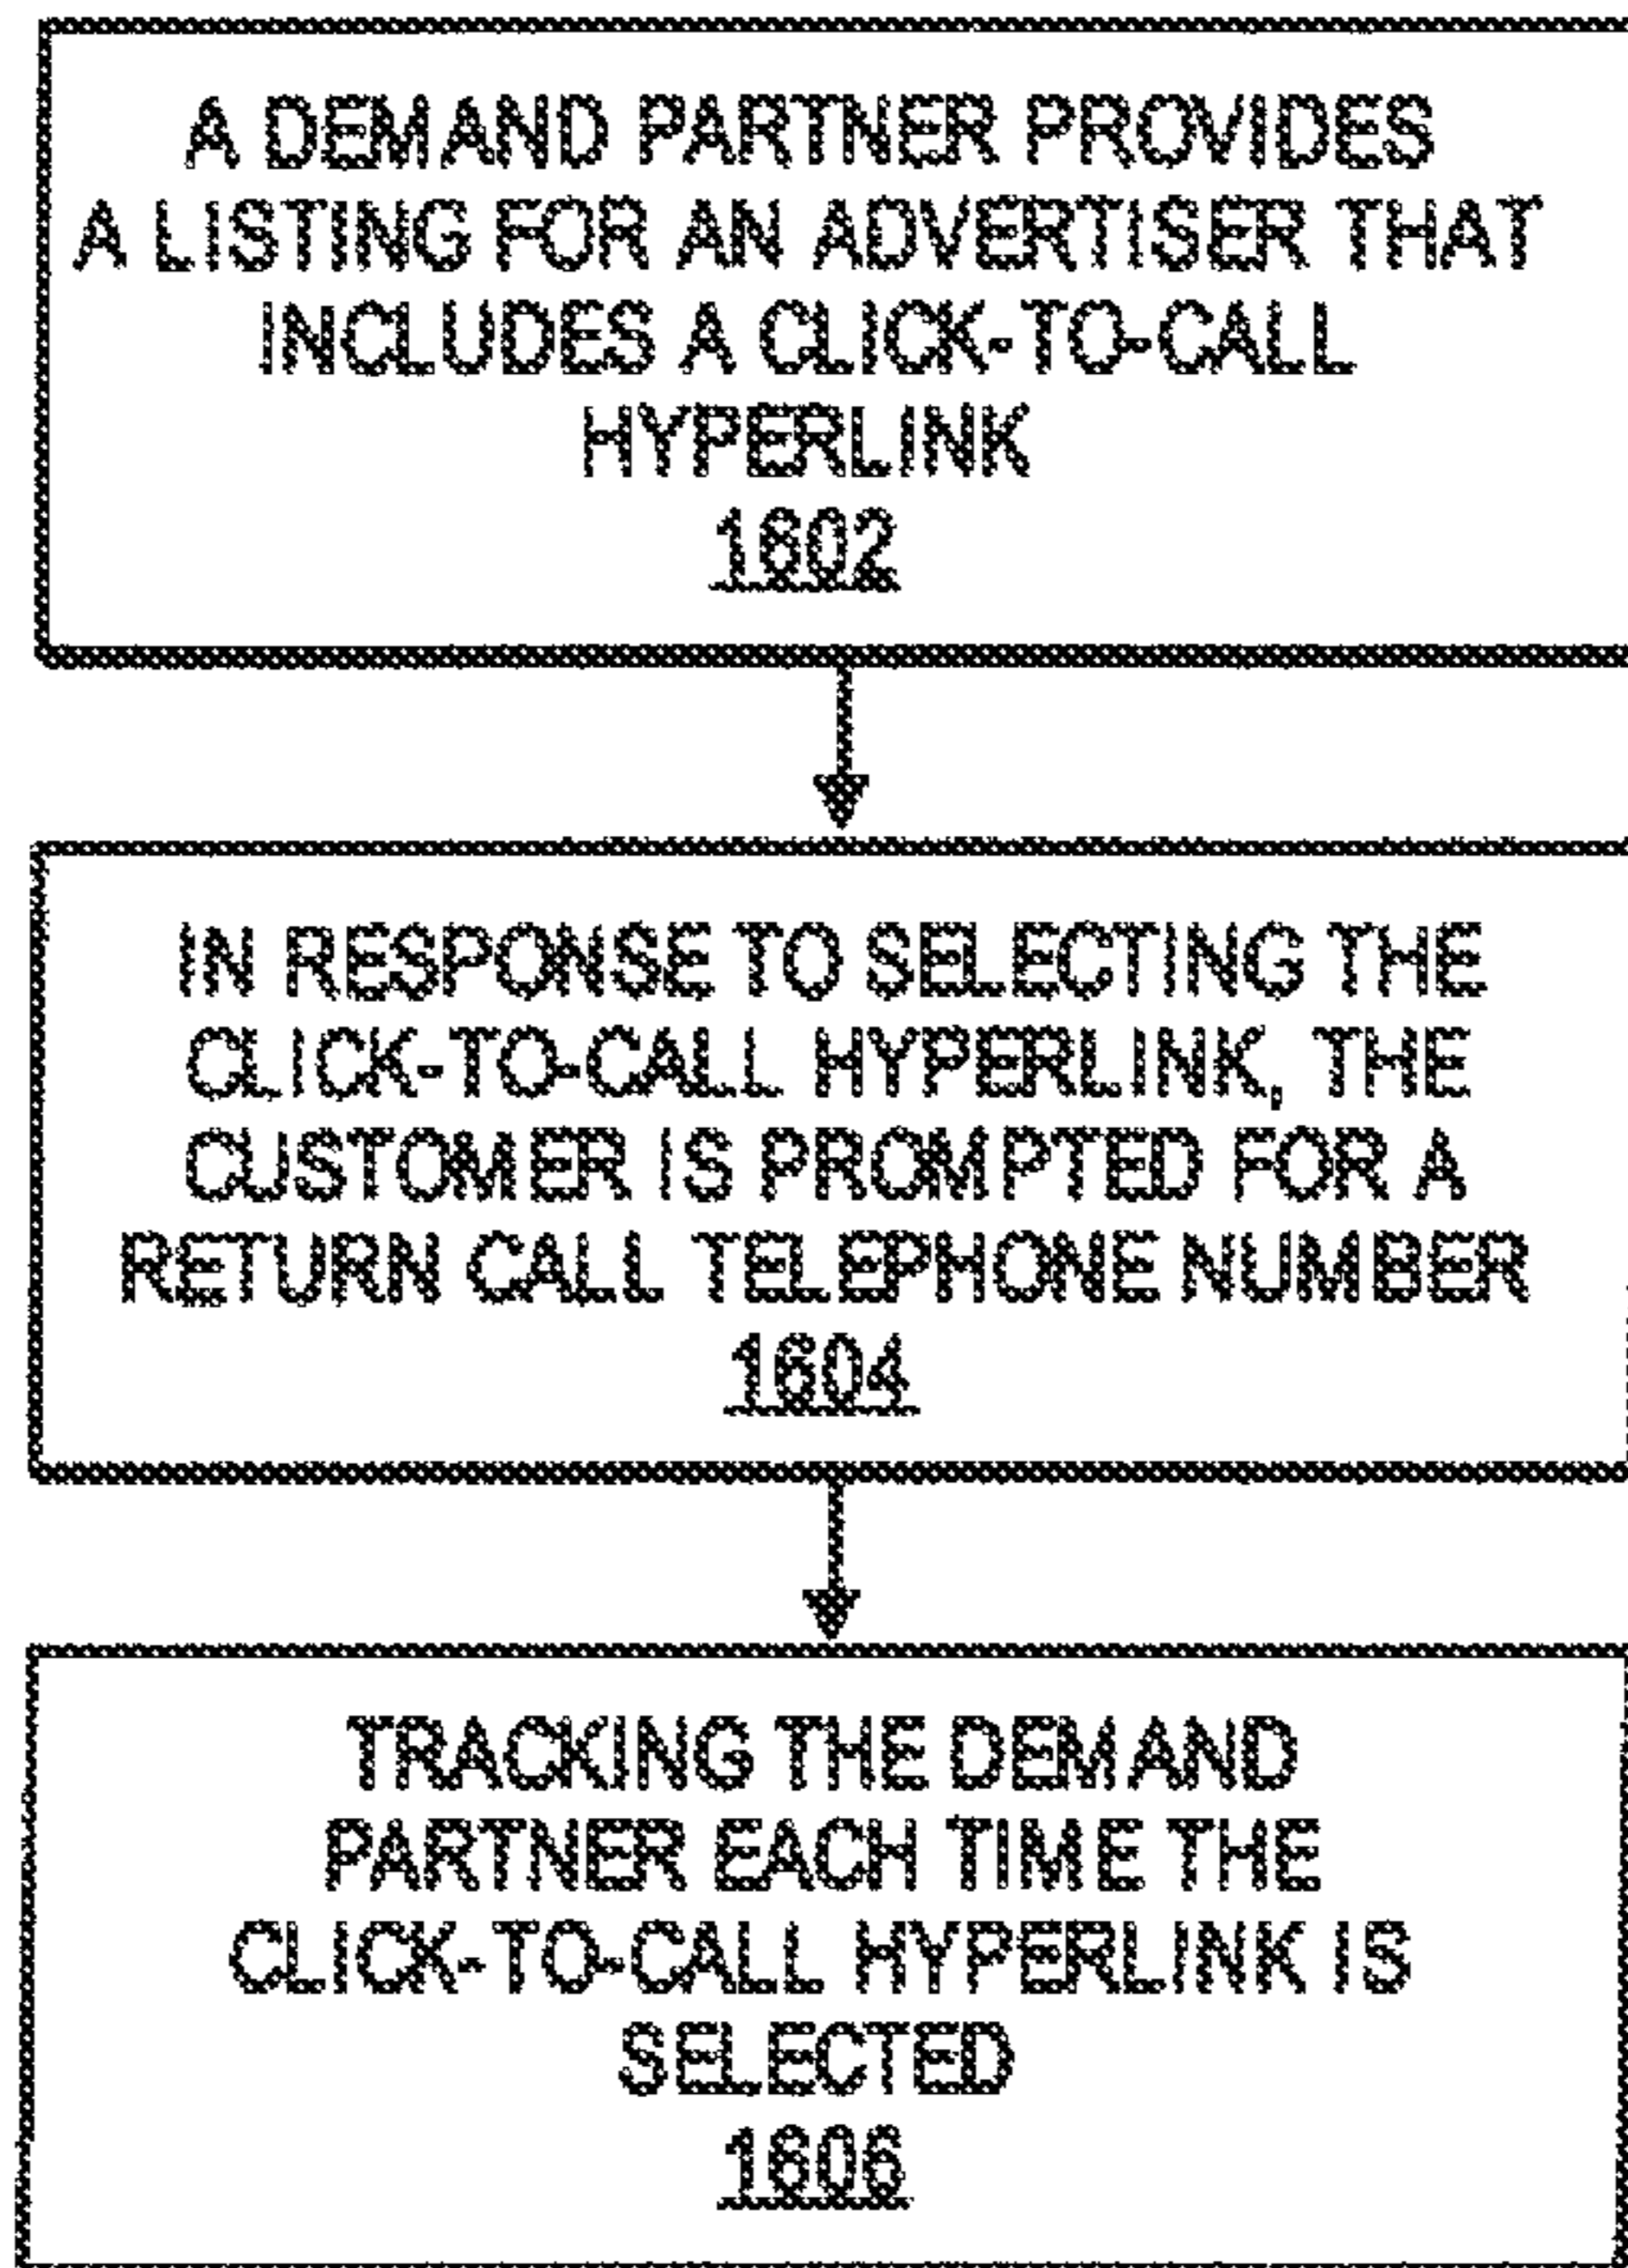 A DEMAND PARTNER PROVIDES
A LISTING FOR AN ADVERTISER THAT
INCLUDES A CLICK-TO-CALL
HYPERLINK
1602
IN RESPONSE TO SELECTING THE
CLICK-TO-CALL HYPERLINK, THE
CUSTOMER IS PROMPTED FOR A
RETURN CALL TELEPHONE NUMBER
1604
TRACKING THE DEMAND
PARTNER EACH TIME THE
CLICK-TO-CALL HYPERLINK IS
SELECTED
1606